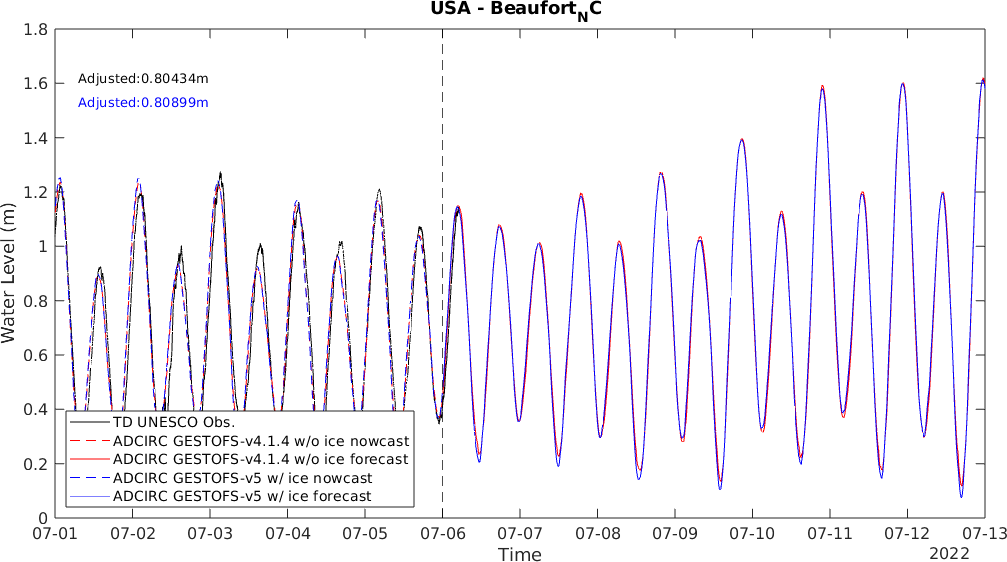 USA - Beaufort_NC
1.8
1.6
1.4
1.2
1
0.8
0.6
0.4
0.2
0
Water Level (m)
Adjusted:0.80434m
Adjusted:0.80899m
TD UNESCO Obs.
ADCIRC GESTOFS-v4.1.4 w/o ice nowcast
ADCIRC GESTOFS-v4.1.4 w/o ice forecast
ADCIRC GESTOFS-v5 w/ ice nowcast
ADCIRC GESTOFS-v5 w/ ice forecast
07-01 07-02 07-03 07-04 07-05 07-06 07-07 07-08 07-09 07-10 07-11 07-12 07-13
Time
2022